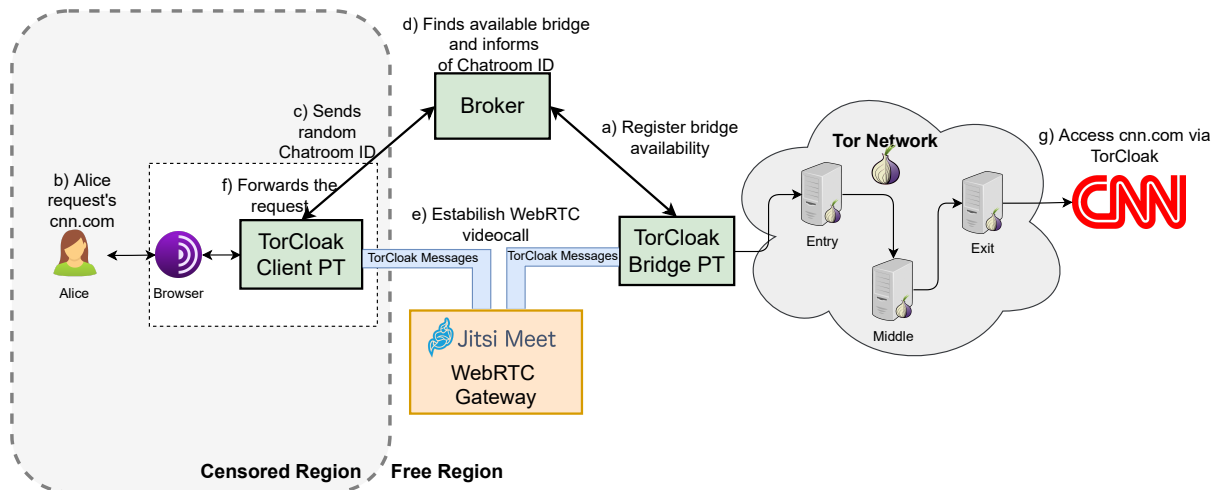 d) Finds available bridge
and informs
of Chatroom ID
Broker
c) Sends
random
Chatroom ID
a) Register bridge
availability
Tor Network
g) Access cnn.com via
TorCloak
CNN
b) Alice
request's
cnn.com
f) Forwards the
request
e) Estabilish WebRTC
videocall
TorCloak
Client PT
TorCloak Messages
TorCloak Messages
TorCloak
Bridge PT
Entry
Exit
Alice
Browser
Middle
Jitsi Meet
WebRTC
Gateway
Censored Region
Free Region